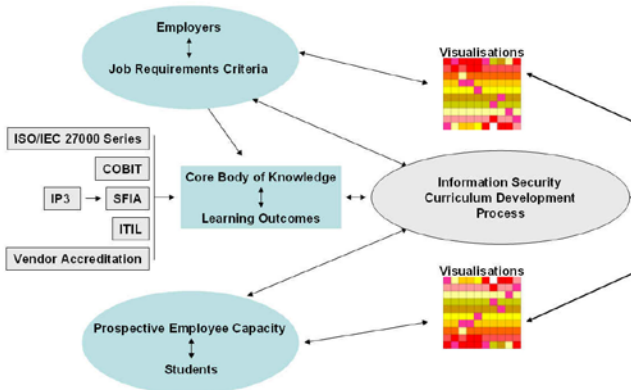 Employers
Job Requirements Criteria
Visualisations
ISO/IEC 27000 Series
COBIT
IP3
SFIA
ITIL
Vendor Accreditation
Core Body of Knowledge
Learning Outcomes
Information Security
Curriculum Development
Process
Visualisations
Prospective Employee Capacity
Students